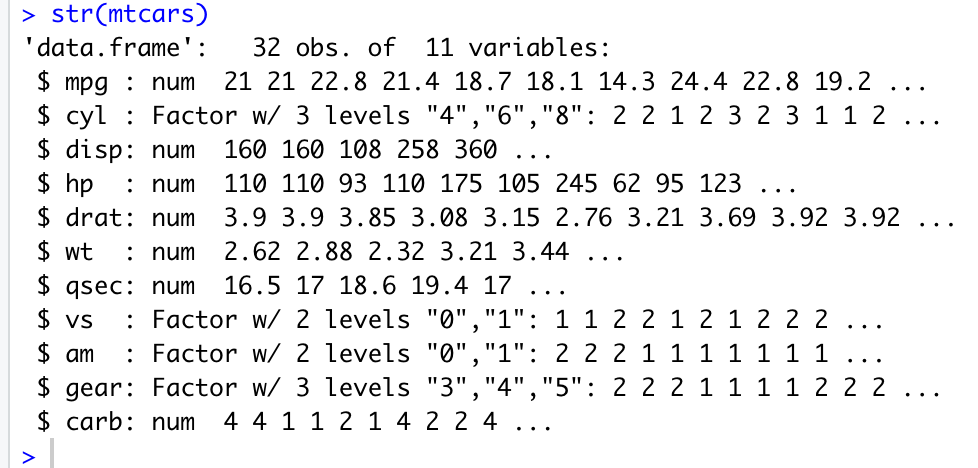 > str(mtcars)
'data.frame':   32 obs. of  11 variables:
 $ mpg : num  21 21 22.8 21.4 18.7 18.1 14.3 24.4 22.8 19.2 ...
 $ cyl : Factor w/ 3 levels "4","6","8": 2 2 1 2 3 2 3 1 1 2 ...
 $ disp: num  160 160 108 258 360 ...
 $ hp  : num  110 110 93 110 175 105 245 62 95 123 ...
 $ drat: num  3.9 3.9 3.85 3.08 3.15 2.76 3.21 3.69 3.92 3.92 ...
 $ wt  : num  2.62 2.88 2.32 3.21 3.44 ...
 $ qsec: num  16.5 17 18.6 19.4 17 ...
 $ vs  : Factor w/ 2 levels "0","1": 1 1 2 2 1 2 1 2 2 2 ...
 $ am  : Factor w/ 2 levels "0","1": 2 2 2 1 1 1 1 1 1 1 ...
 $ gear: Factor w/ 3 levels "3","4","5": 2 2 2 1 1 1 1 2 2 2 ...
 $ carb: num  4 4 1 1 2 1 4 2 2 4 ...
>